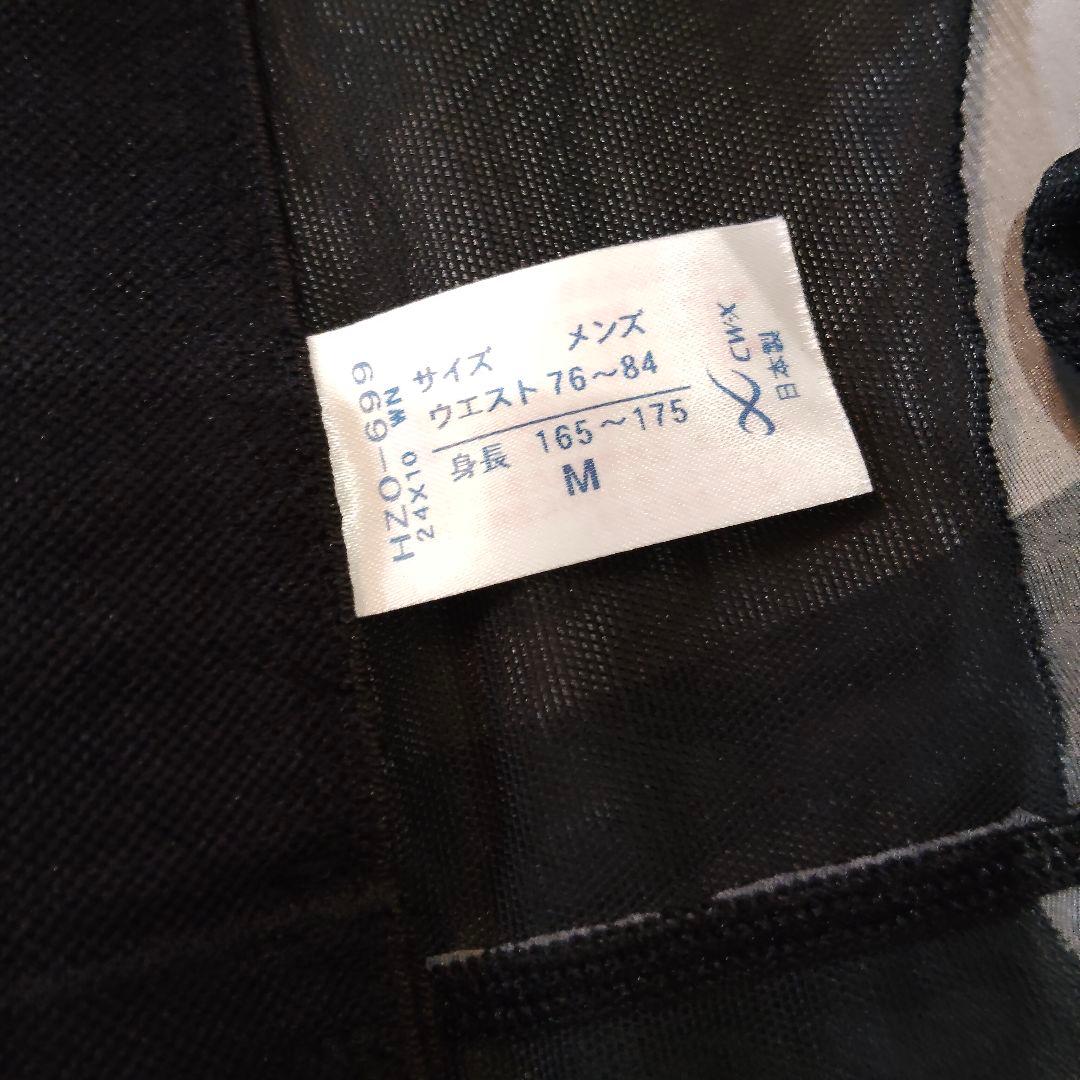 サイズ メンズ
ウエスト 76~84
身長 165~175
M
HZO-699
24X10 WN
CW-X
日本製